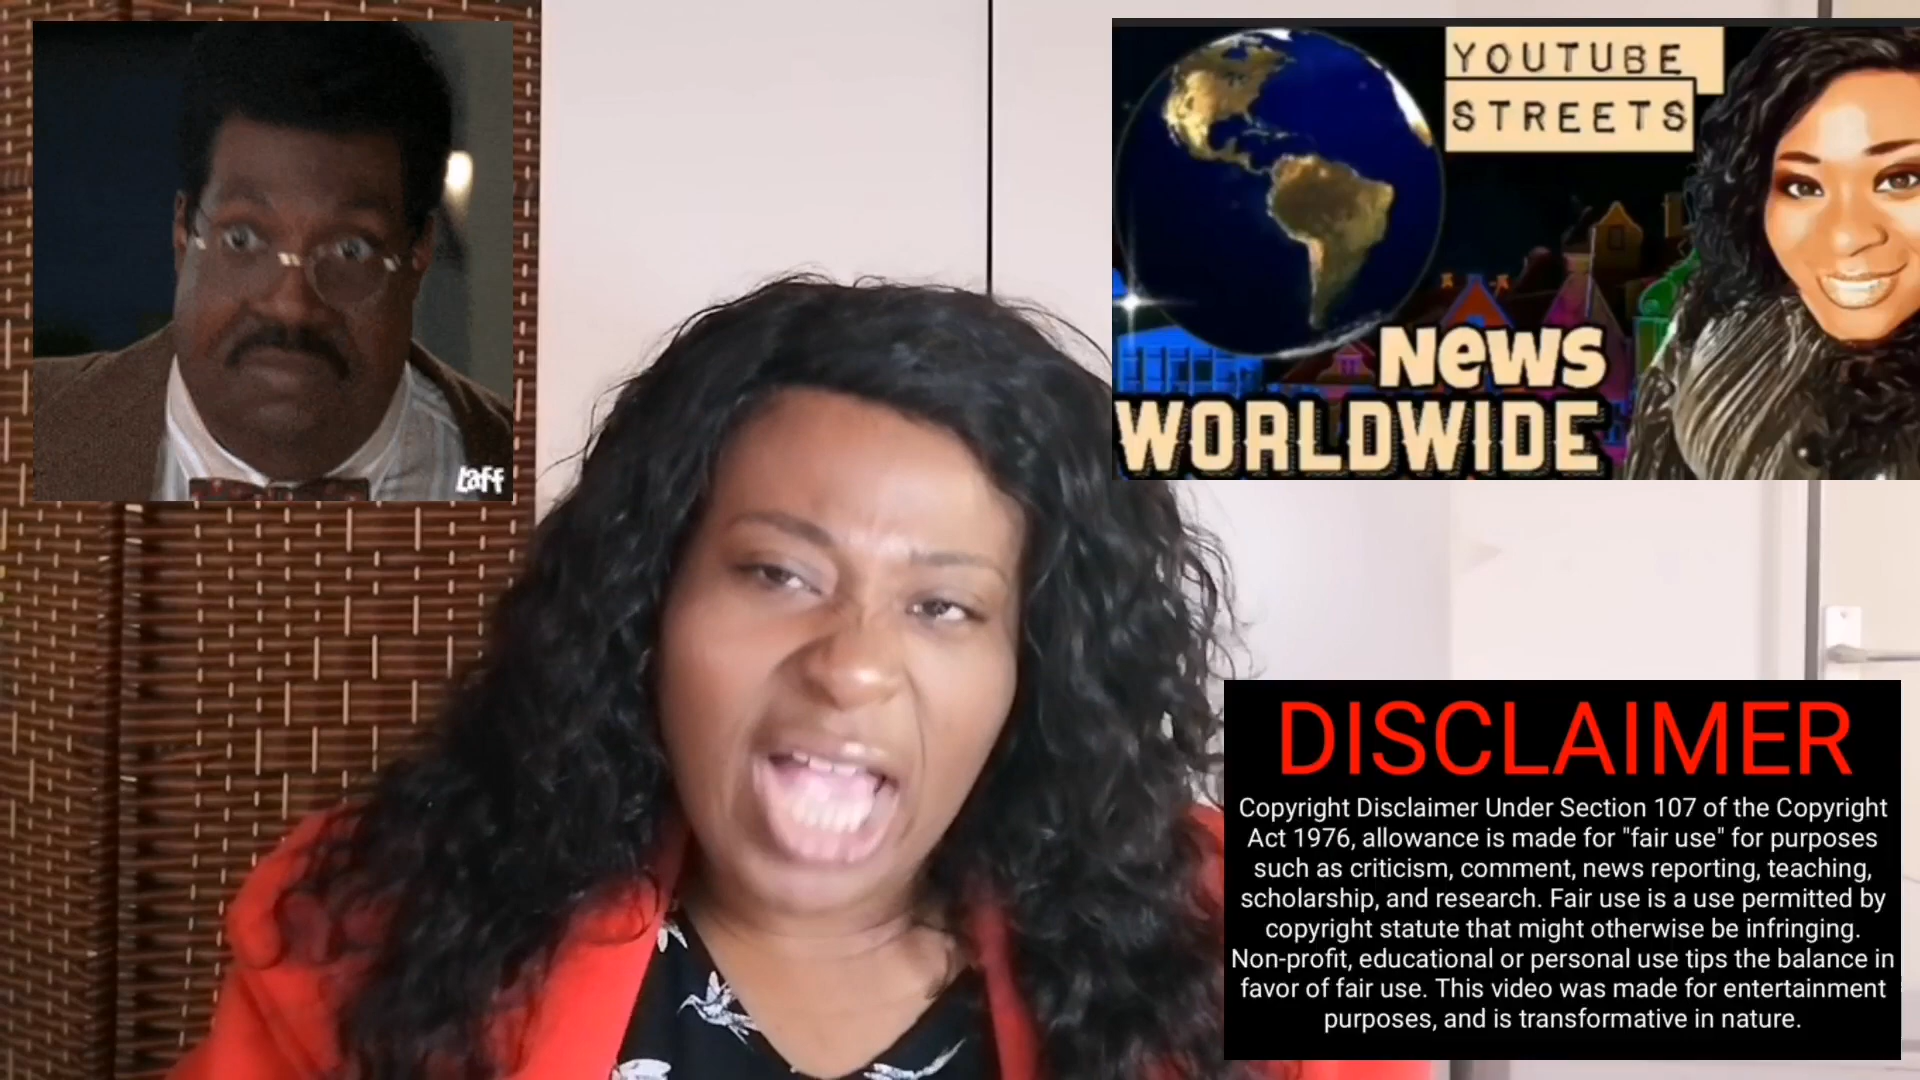 YOUTUBE
STREETS
NEWS
WORLDWIDE
Laff
DISCLAIMER
Copyright Disclaimer Under Section 107 of the Copyright
Act 1976, allowance is made for "fair use" for purposes
such as criticism, comment, news reporting, teaching,
scholarship, and research. Fair use is a use permitted by
copyright statute that might otherwise be infringing.
Non-profit, educational or personal use tips the balance in
favor of fair use. This video was made for entertainment
purposes, and is transformative in nature.